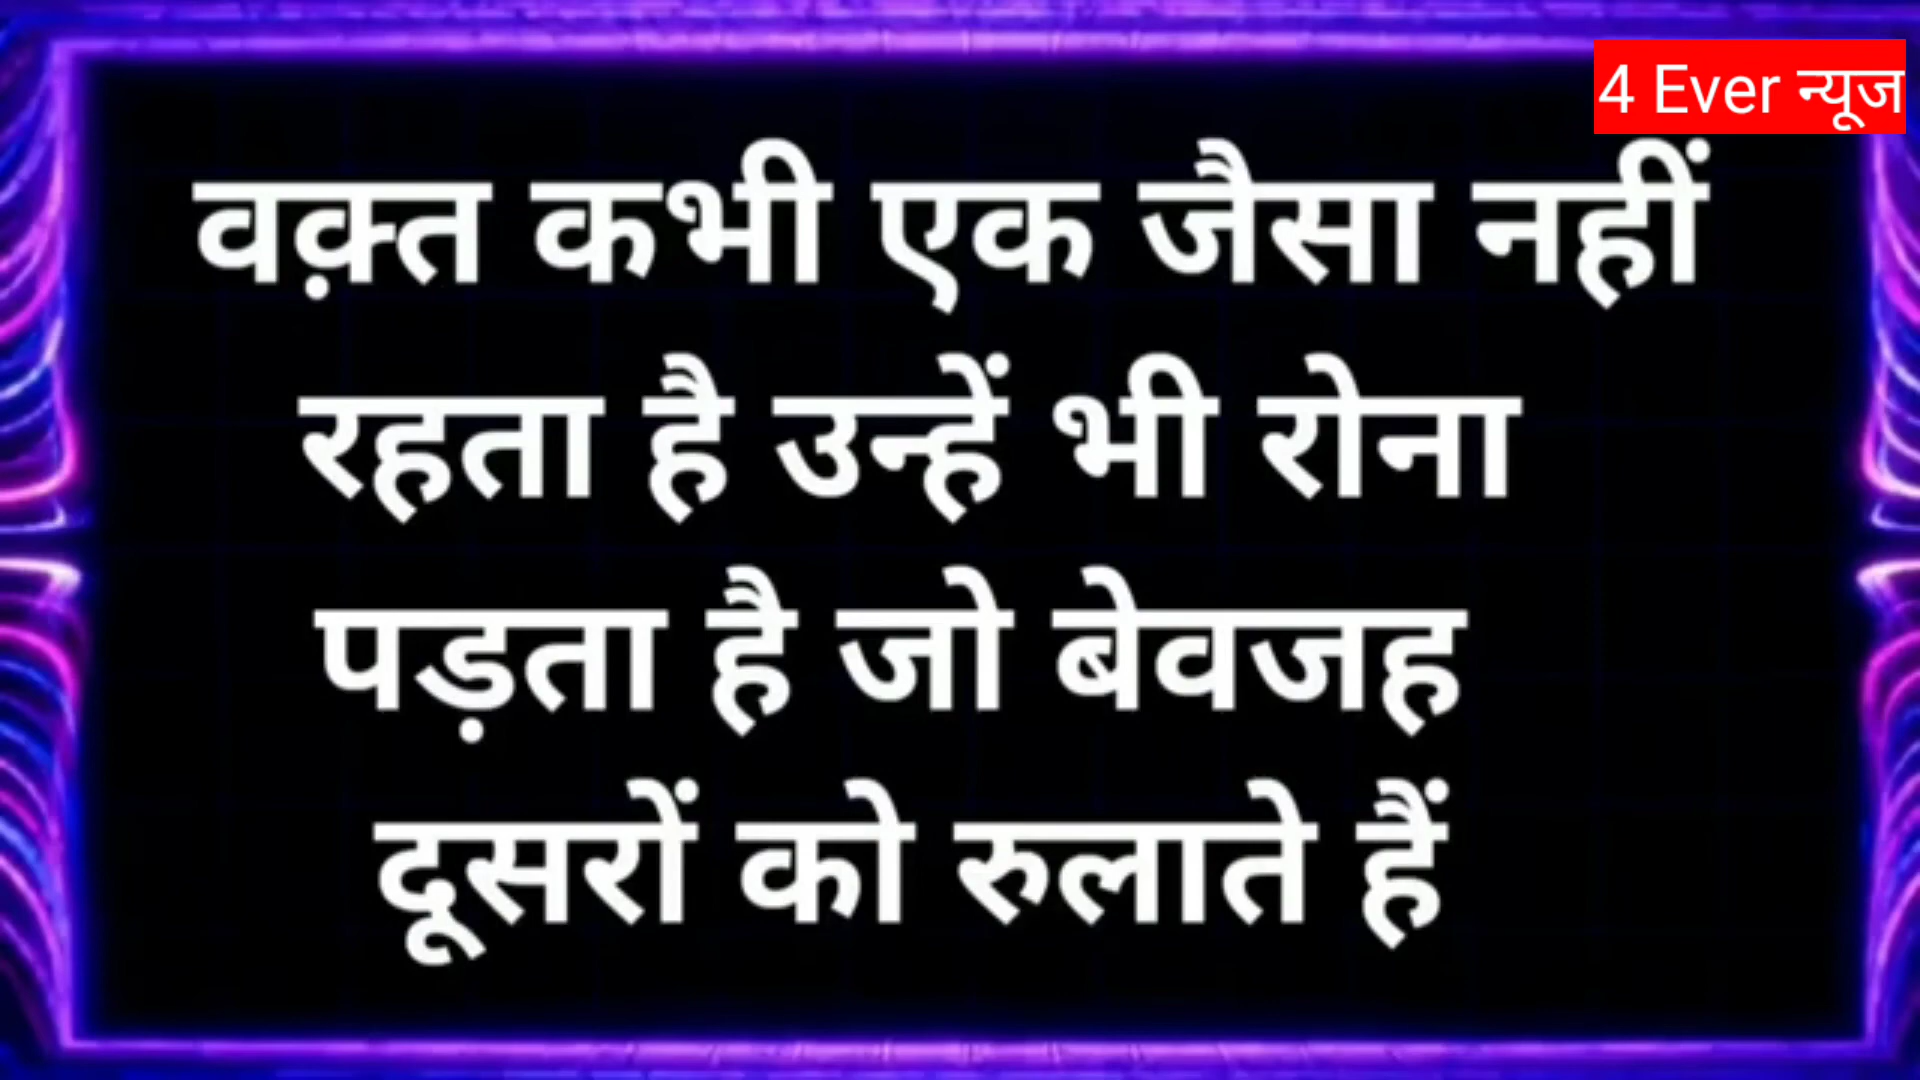 4 Ever न्यूज
वक़्त कभी एक जैसा नहीं
रहता है उन्हें भी रोना
पड़ता है जो बेवजह
दूसरों को रुलाते हैं